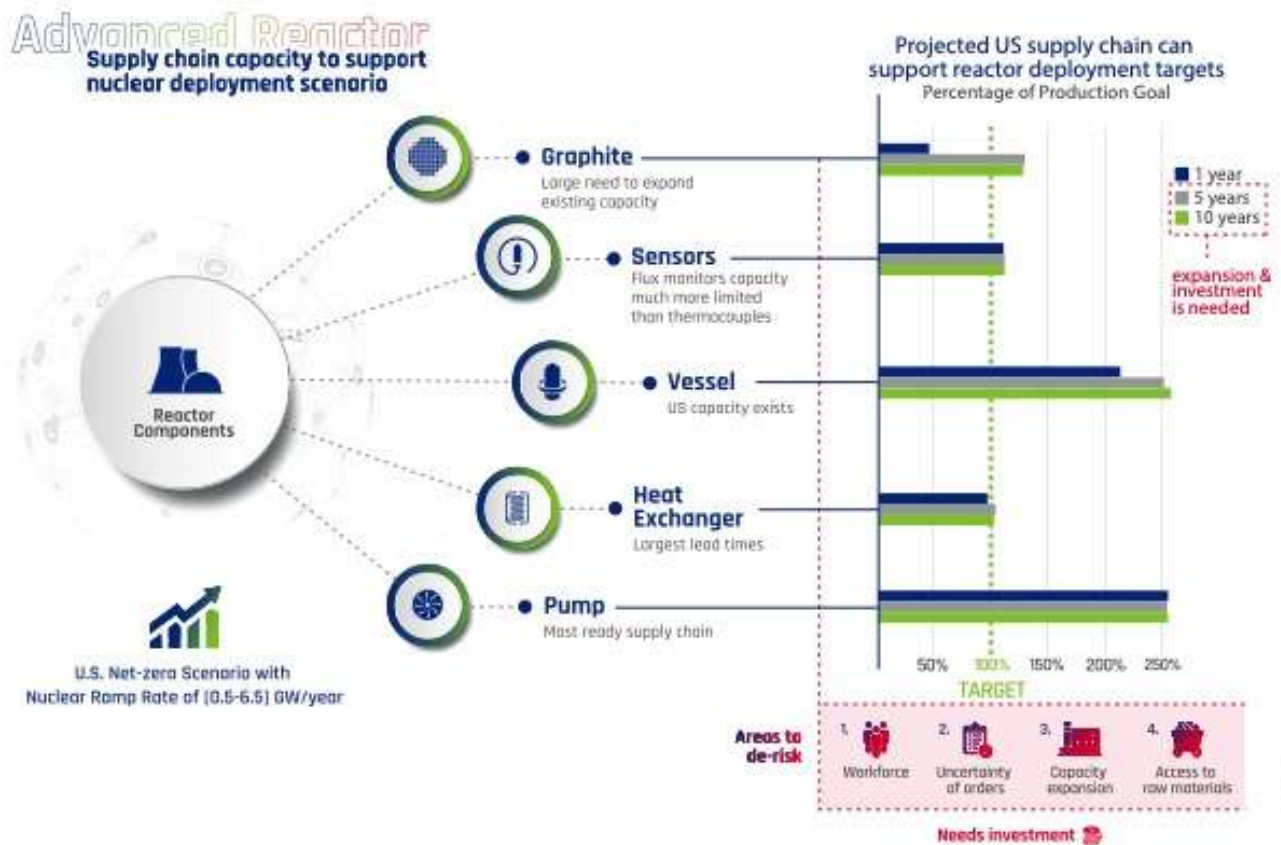 Advanced Reactor
Supply chain capacity to support
nuclear deployment scenario
Projected US supply chain can
support reactor deployment targets
Percentage of Production Goal
Graphite
Large need to expand
existing capacity
1 year
5 years
10 years
expansion &
investment
is needed
Sensors
Flux monitors capacity
much more limited
than thermocouples
Vessel
US capacity exists
Reactor
Components
Heat
Exchanger
Largest lead times
Pump
Most ready supply chain
50% 100% 150% 200% 250%
TARGET
U.S. Net-zero Scenario with
Nuclear Ramp Rate of (0.5-6.5) GW/year
Areas to
de-risk
1. Workforce
2. Uncertainty
of orders
3. Capacity
expansion
4. Access to
raw materials
Needs investment